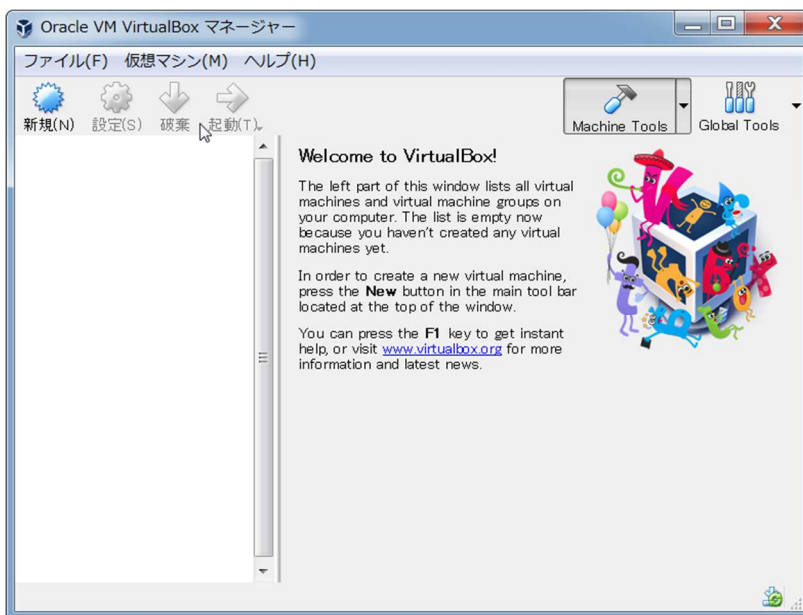 Oracle VM VirtualBox マネージャー
ファイル(F) 仮想マシン(M) ヘルプ(H)
新規(N) 設定(S) 破棄 起動(T) Machine Tools Global Tools
Welcome to VirtualBox!
The left part of this window lists all virtual
machines and virtual machine groups on
your computer. The list is empty now
because you haven't created any virtual
machines yet.
In order to create a new virtual machine,
press the New button in the main tool bar
located at the top of the window.
You can press the F1 key to get instant
help, or visit www.virtualbox.org for more
information and latest news.